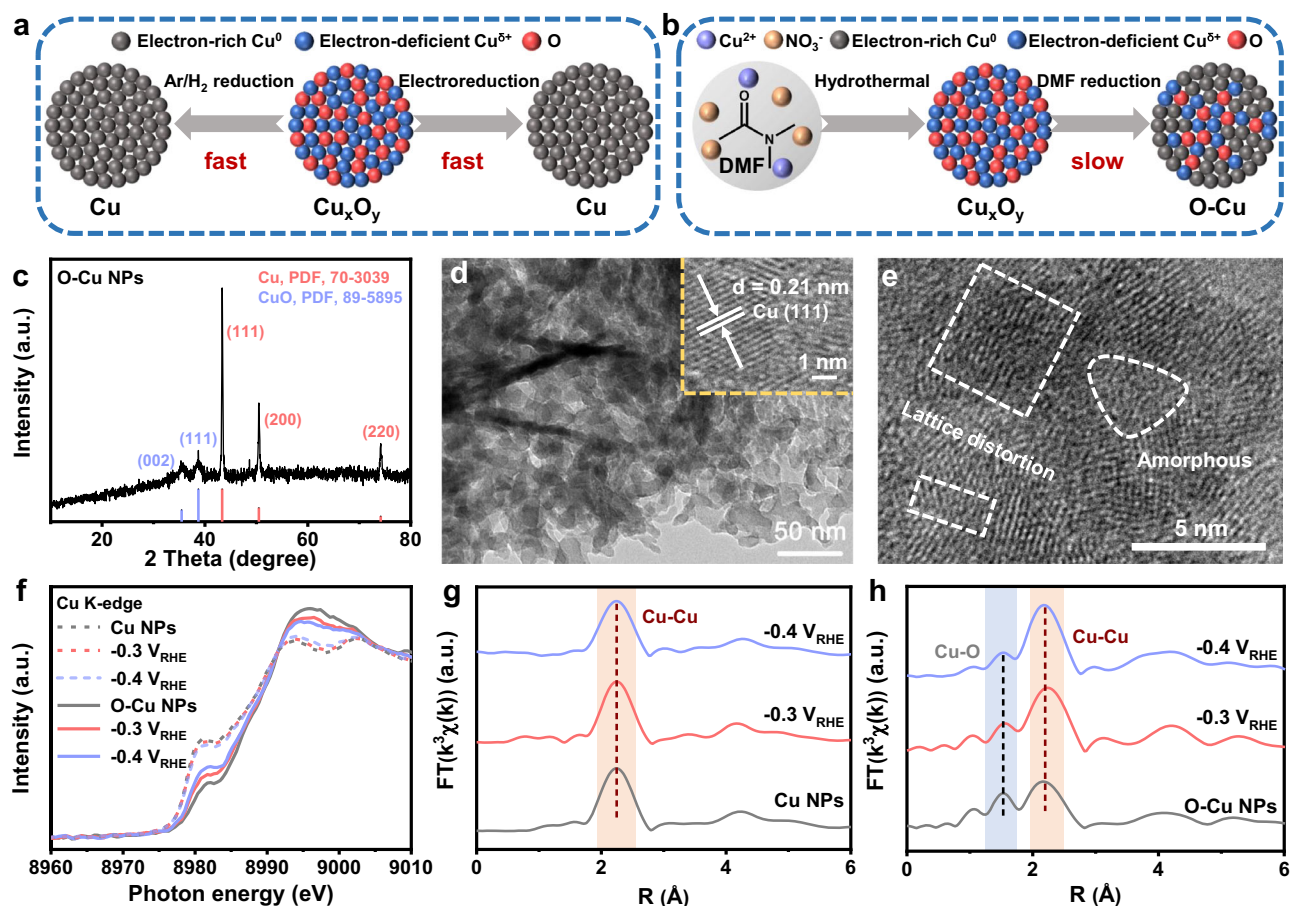 a
Electron-rich Cu⁰ Electron-deficient Cuᵟ⁺ O
Ar/H₂ reduction Electroreduction
fast fast
Cu CuₓOᵧ Cu
b
Cu²⁺ NO₃⁻ Electron-rich Cu⁰ Electron-deficient Cuᵟ⁺ O
Hydrothermal DMF reduction
O
N
DMF
slow
CuₓOᵧ O-Cu
c
O-Cu NPs
Cu, PDF, 70-3039
CuO, PDF, 89-5895
(111)
(200)
(220)
(111)
(002)
Intensity (a.u.)
20 40 60 80
2 Theta (degree)
d
d = 0.21 nm
Cu (111)
1 nm
50 nm
e
Lattice distortion
Amorphous
5 nm
f
Cu K-edge
Cu NPs
-0.3 V_RHE
-0.4 V_RHE
O-Cu NPs
-0.3 V_RHE
-0.4 V_RHE
Intensity (a.u.)
8960 8970 8980 8990 9000 9010
Photon energy (eV)
g
Cu-Cu
-0.4 V_RHE
-0.3 V_RHE
Cu NPs
FT(k³χ(k)) (a.u.)
0 2 4 6
R (Å)
h
Cu-O
Cu-Cu
-0.4 V_RHE
-0.3 V_RHE
O-Cu NPs
FT(k³χ(k)) (a.u.)
0 2 4 6
R (Å)